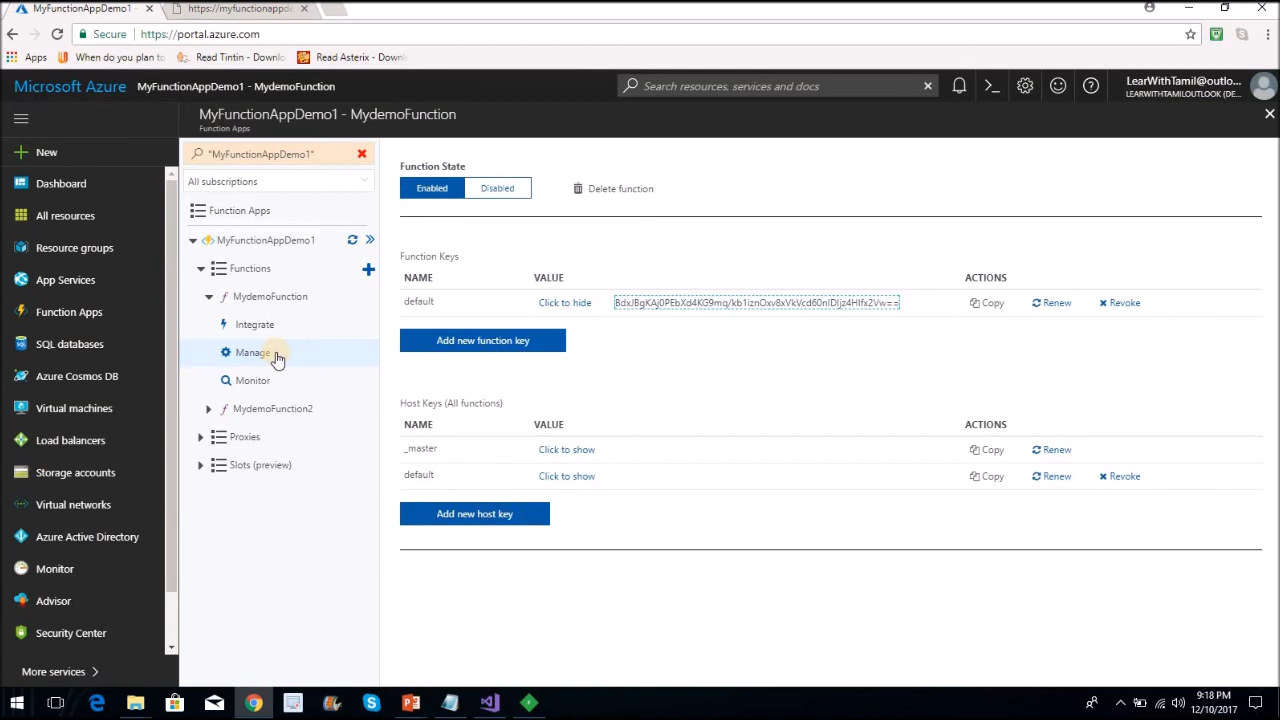 MyFunctionAppDemo1 -
https://myfunctionappd
Secure https://portal.azure.com
Apps When do you plan to Read Tintin - Downlo Read Asterix - Downl
Microsoft Azure MyFunctionAppDemo1 - MydemoFunction Search resources, services and docs LearWithTamil@outlo...
LEARWITHTAMILOUTLOOK (DE...
MyFunctionAppDemo1 - MydemoFunction
Function Apps
New
Dashboard
All resources
Resource groups
App Services
Function Apps
SQL databases
Azure Cosmos DB
Virtual machines
Load balancers
Storage accounts
Virtual networks
Azure Active Directory
Monitor
Advisor
Security Center
More services
"MyFunctionAppDemo1"
All subscriptions
Function Apps
MyFunctionAppDemo1
Functions
MydemoFunction
Integrate
Manage
Monitor
MydemoFunction2
Proxies
Slots (preview)
Function State
Enabled Disabled Delete function
Function Keys
NAME VALUE ACTIONS
default Click to hide Copy Renew Revoke
Add new function key
Host Keys (All functions)
NAME VALUE ACTIONS
_master Click to show Copy Renew
default Click to show Copy Renew Revoke
Add new host key
9:18 PM
12/10/2017